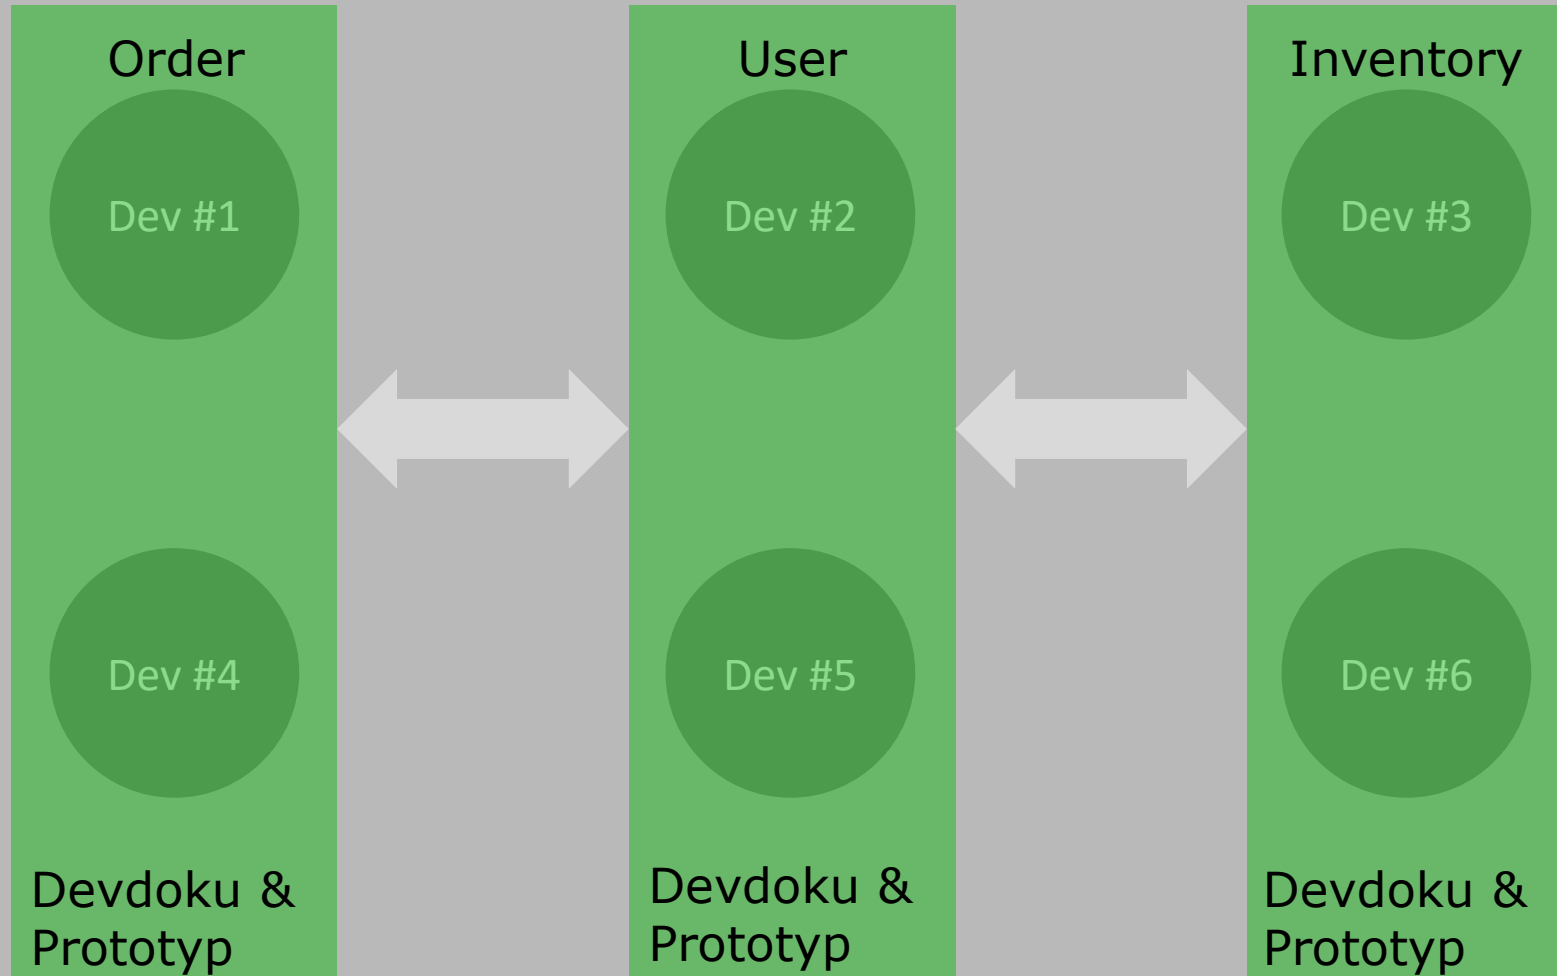 Order
User
Inventory
Dev #1
Dev #2
Dev #3
Dev #4
Dev #5
Dev #6
Devdoku &
Prototyp
Devdoku &
Prototyp
Devdoku &
Prototyp